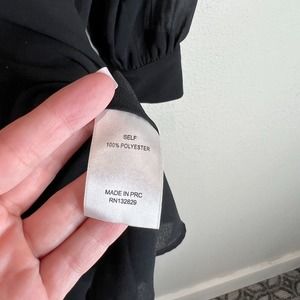 SELF
100% POLYESTER
MADE IN PRC
RN132829